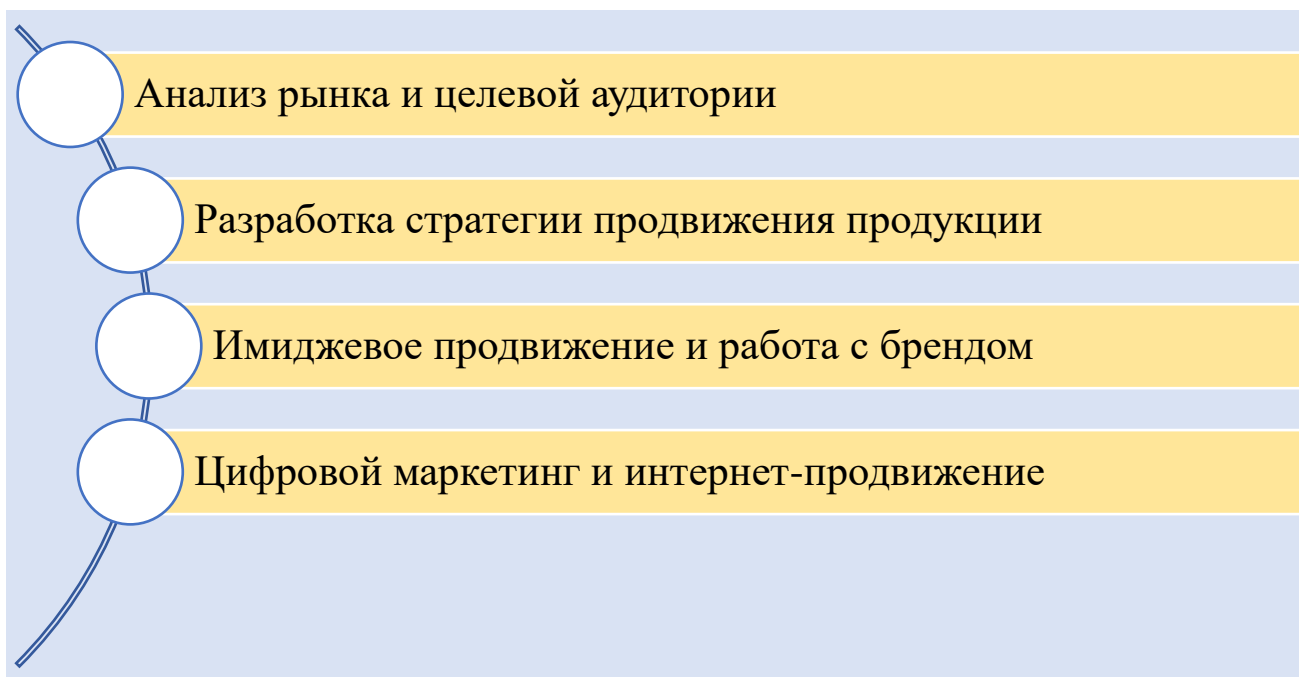 Анализ рынка и целевой аудитории
Разработка стратегии продвижения продукции
Имиджевое продвижение и работа с брендом
Цифровой маркетинг и интернет-продвижение